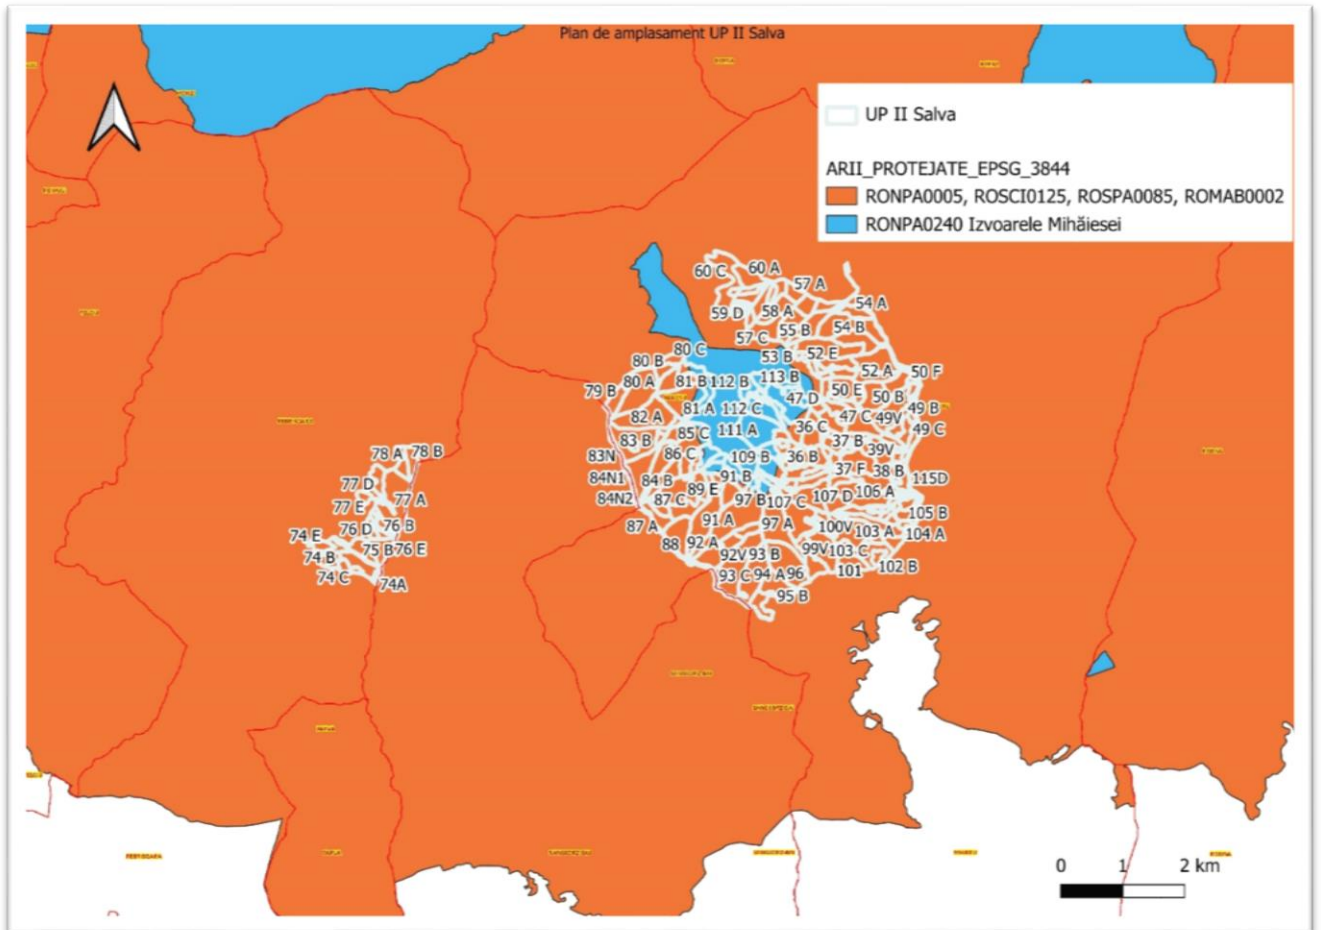 Plan de amplasament UP II Salva
UP II Salva
ARII_PROTEJATE_EPSG_3844
RONPA0005, ROSCI0125, ROSPA0085, ROMAB0002
RONPA0240 Izvoarele Mihăiesei
60 C
60 A
57 A
59 D
58 A
54 A
57 C
55 B
54 B
80 C
53 B
52 E
80 B
79 B
80 A
81 B
112 B
113 B
52 A
50 F
50 E
50 B
47 D
82 A
81 A
112 C
47 C
49V
49 B
83 B
85 C
111 A
36 C
49 C
37 B
39V
78 A
78 B
83N
86 C
109 B
36 B
84N1
84 B
89 E
91 B
37 F
38 B
115D
77 D
77 A
84N2
87 C
97 B
107 C
107 D
106 A
77 E
105 B
76 D
76 B
87 A
91 A
97 A
100V
103 A
104 A
74 E
75 B
76 E
88
92 A
92V
93 B
99V
103 C
74 B
74 C
74A
93 C
94 A
96
101
102 B
95 B
0 1 2 km